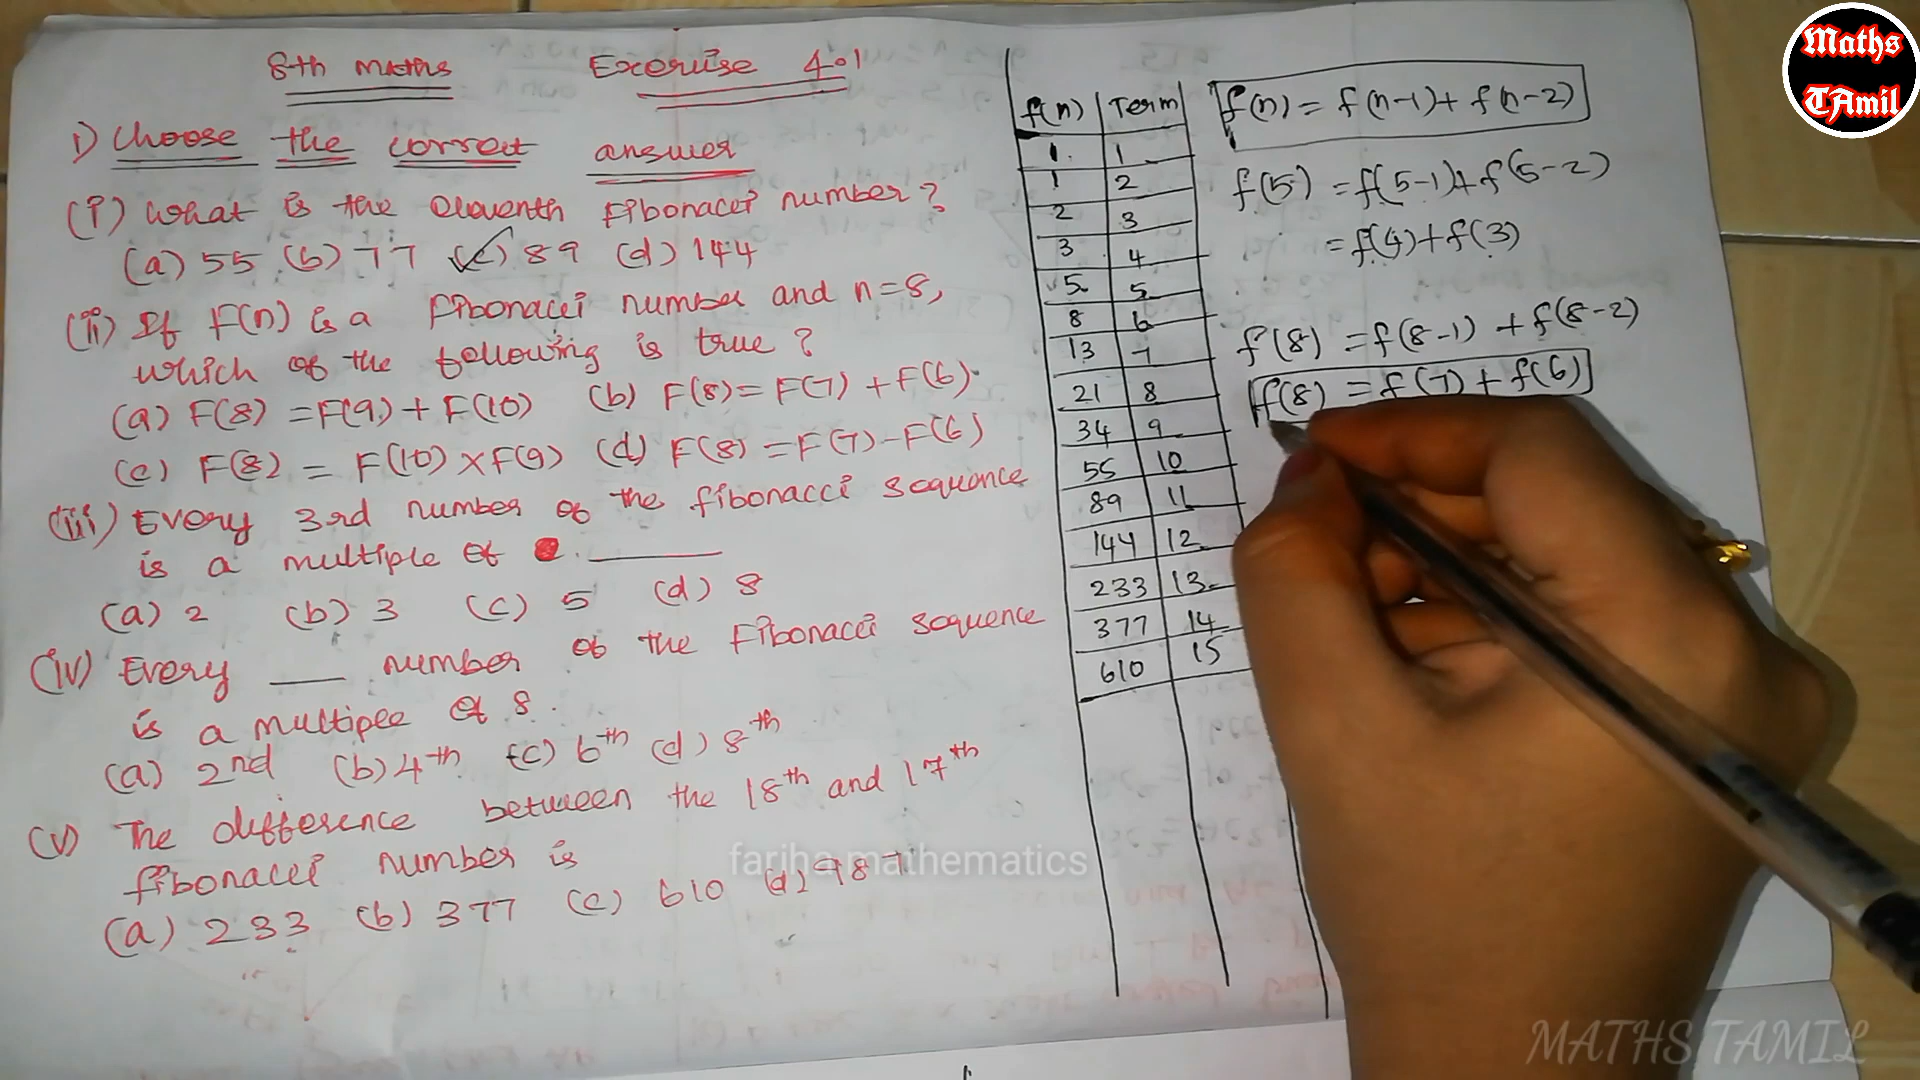 8th maths Exercise 4.1
1) Choose the correct answer
(i) What is the eleventh Fibonacci number?
(a) 55 (b) 77 (c) 89 (d) 144
(ii) If F(n) is a Fibonacci number and n=8,
which of the following is true?
(a) F(8) = F(9) + F(10) (b) F(8) = F(7) + F(6).
(c) F(8) = F(10) × F(9) (d) F(8) = F(7) - F(6)
(iii) Every 3rd number of the fibonacci sequence
is a multiple of ______
(a) 2 (b) 3 (c) 5 (d) 8
(iv) Every ___ number of the Fibonacci sequence
is a multiple of 8.
(a) 2nd (b) 4th (c) 6th (d) 8th
(v) The difference between the 18th and 17th
fibonacci number is
(a) 233 (b) 377 (c) 610 (d) 987
f(n) Term
1. 1
1 2
2 3
3 4
5 5
8 6
13 7
21 8
34 9
55 10
89 11
144 12
233 13
377 14
610 15
f(n) = f(n-1) + f(n-2)
f(5) = f(5-1) + f(5-2)
= f(4) + f(3)
f(8) = f(8-1) + f(8-2)
f(8) = f(7) + f(6)
Maths
TAmil
fariha mathematics
MATHS TAMIL